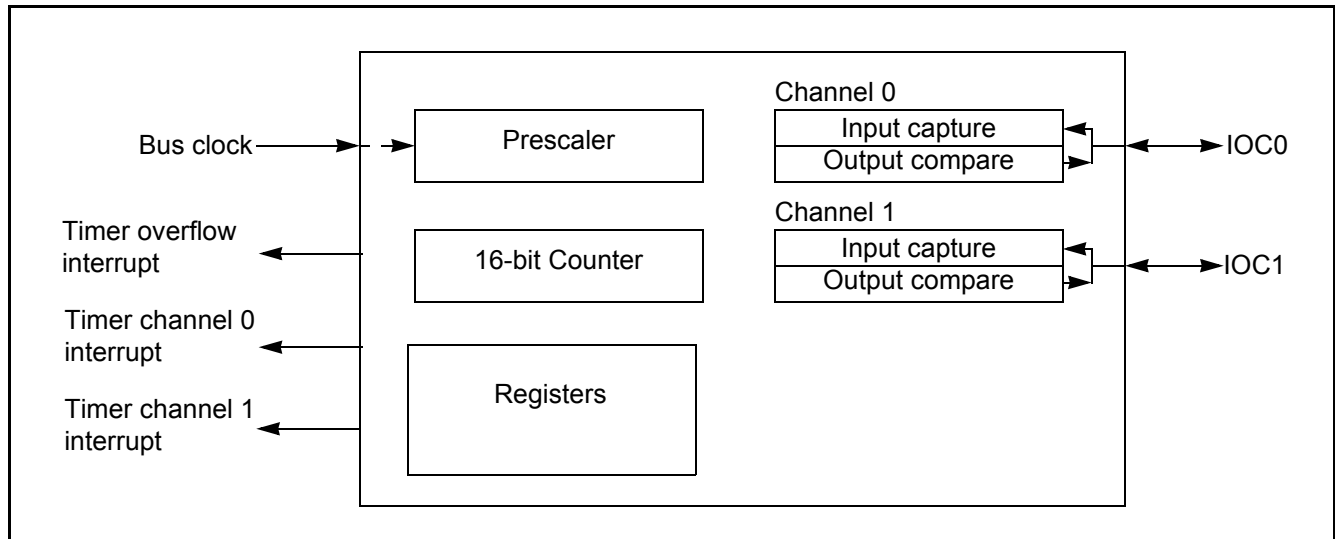 Bus clock
Timer overflow
interrupt
Timer channel 0
interrupt
Timer channel 1
interrupt
Prescaler
16-bit Counter
Registers
Channel 0
Input capture
Output compare
Channel 1
Input capture
Output compare
IOC0
IOC1